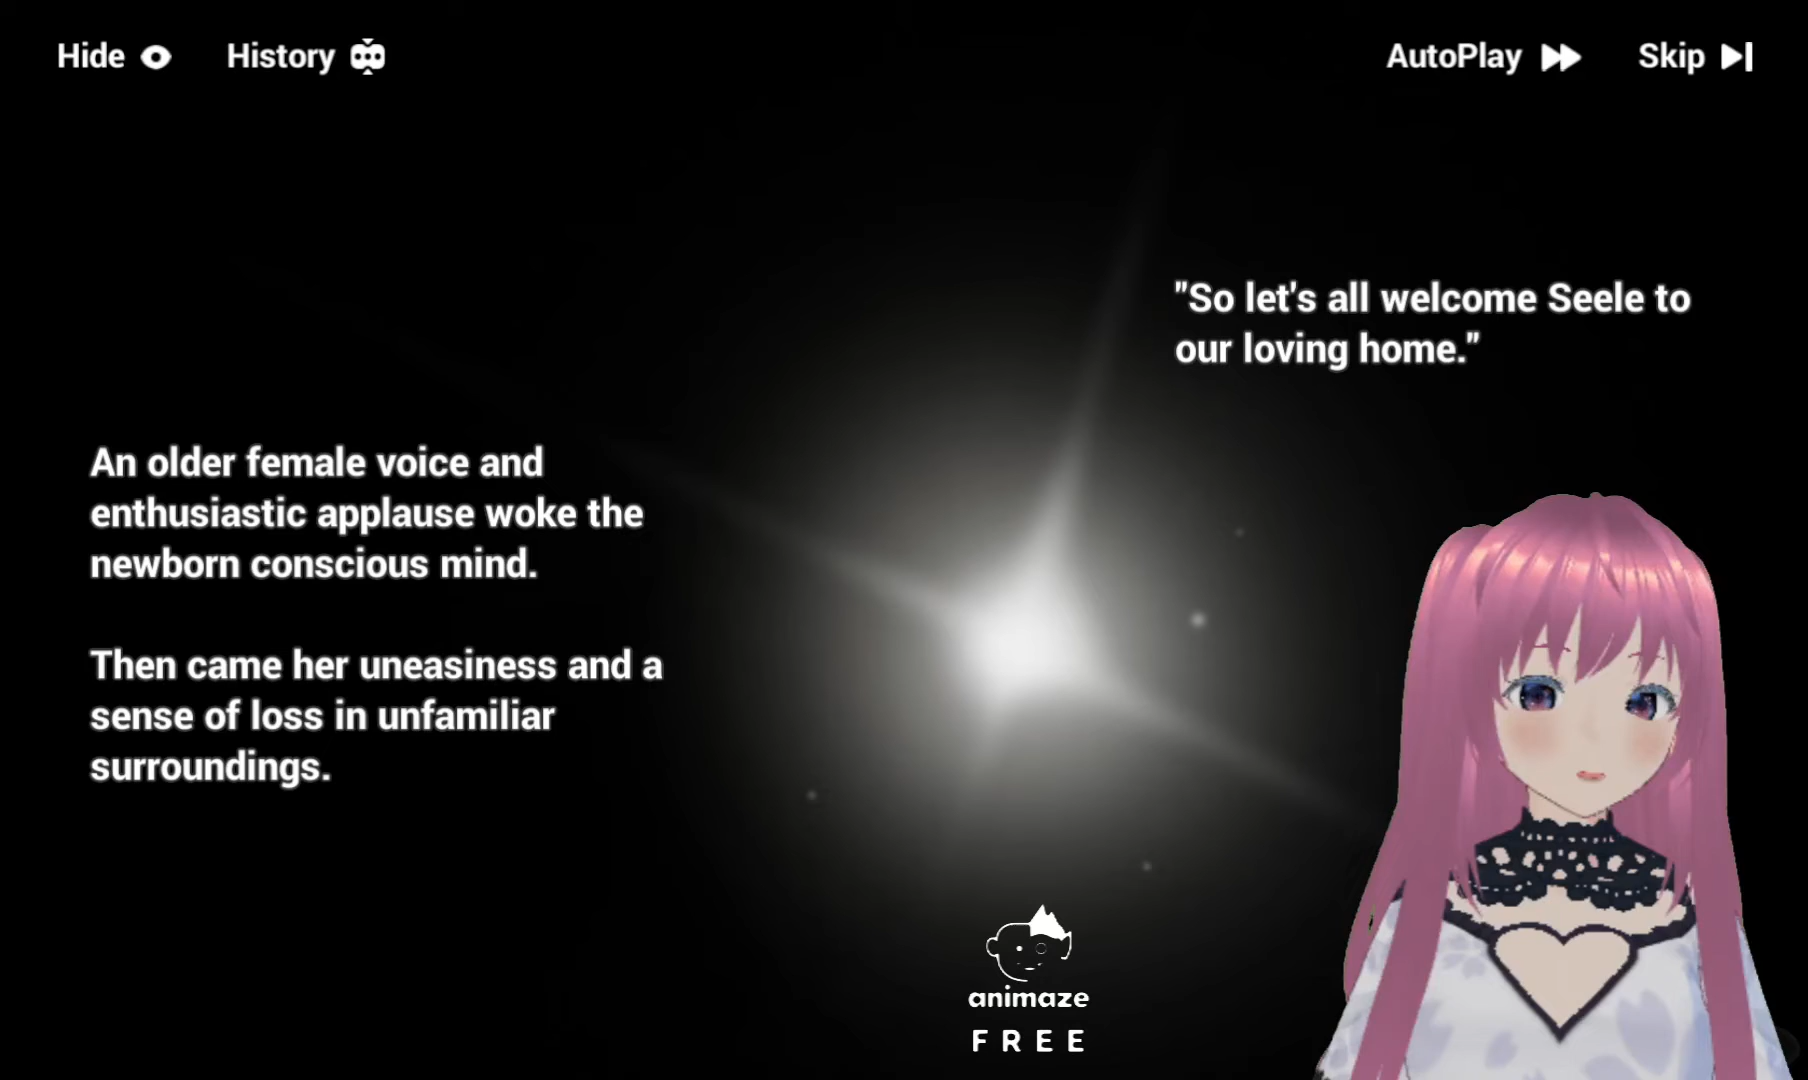 Hide
History
AutoPlay
Skip
"So let's all welcome Seele to
our loving home."
An older female voice and
enthusiastic applause woke the
newborn conscious mind.
Then came her uneasiness and a
sense of loss in unfamiliar
surroundings.
animaze
FREE